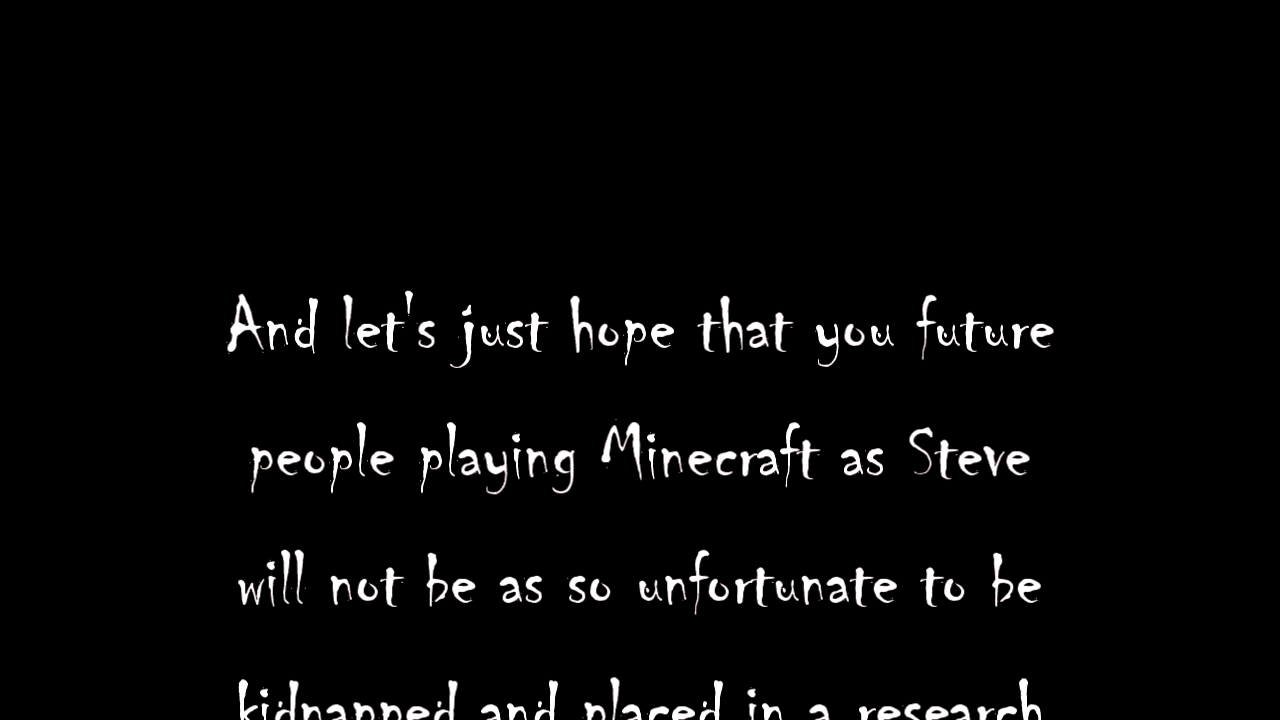 And let's just hope that you future
people playing Minecraft as Steve
will not be as so unfortunate to be
kidnapped and placed in a research